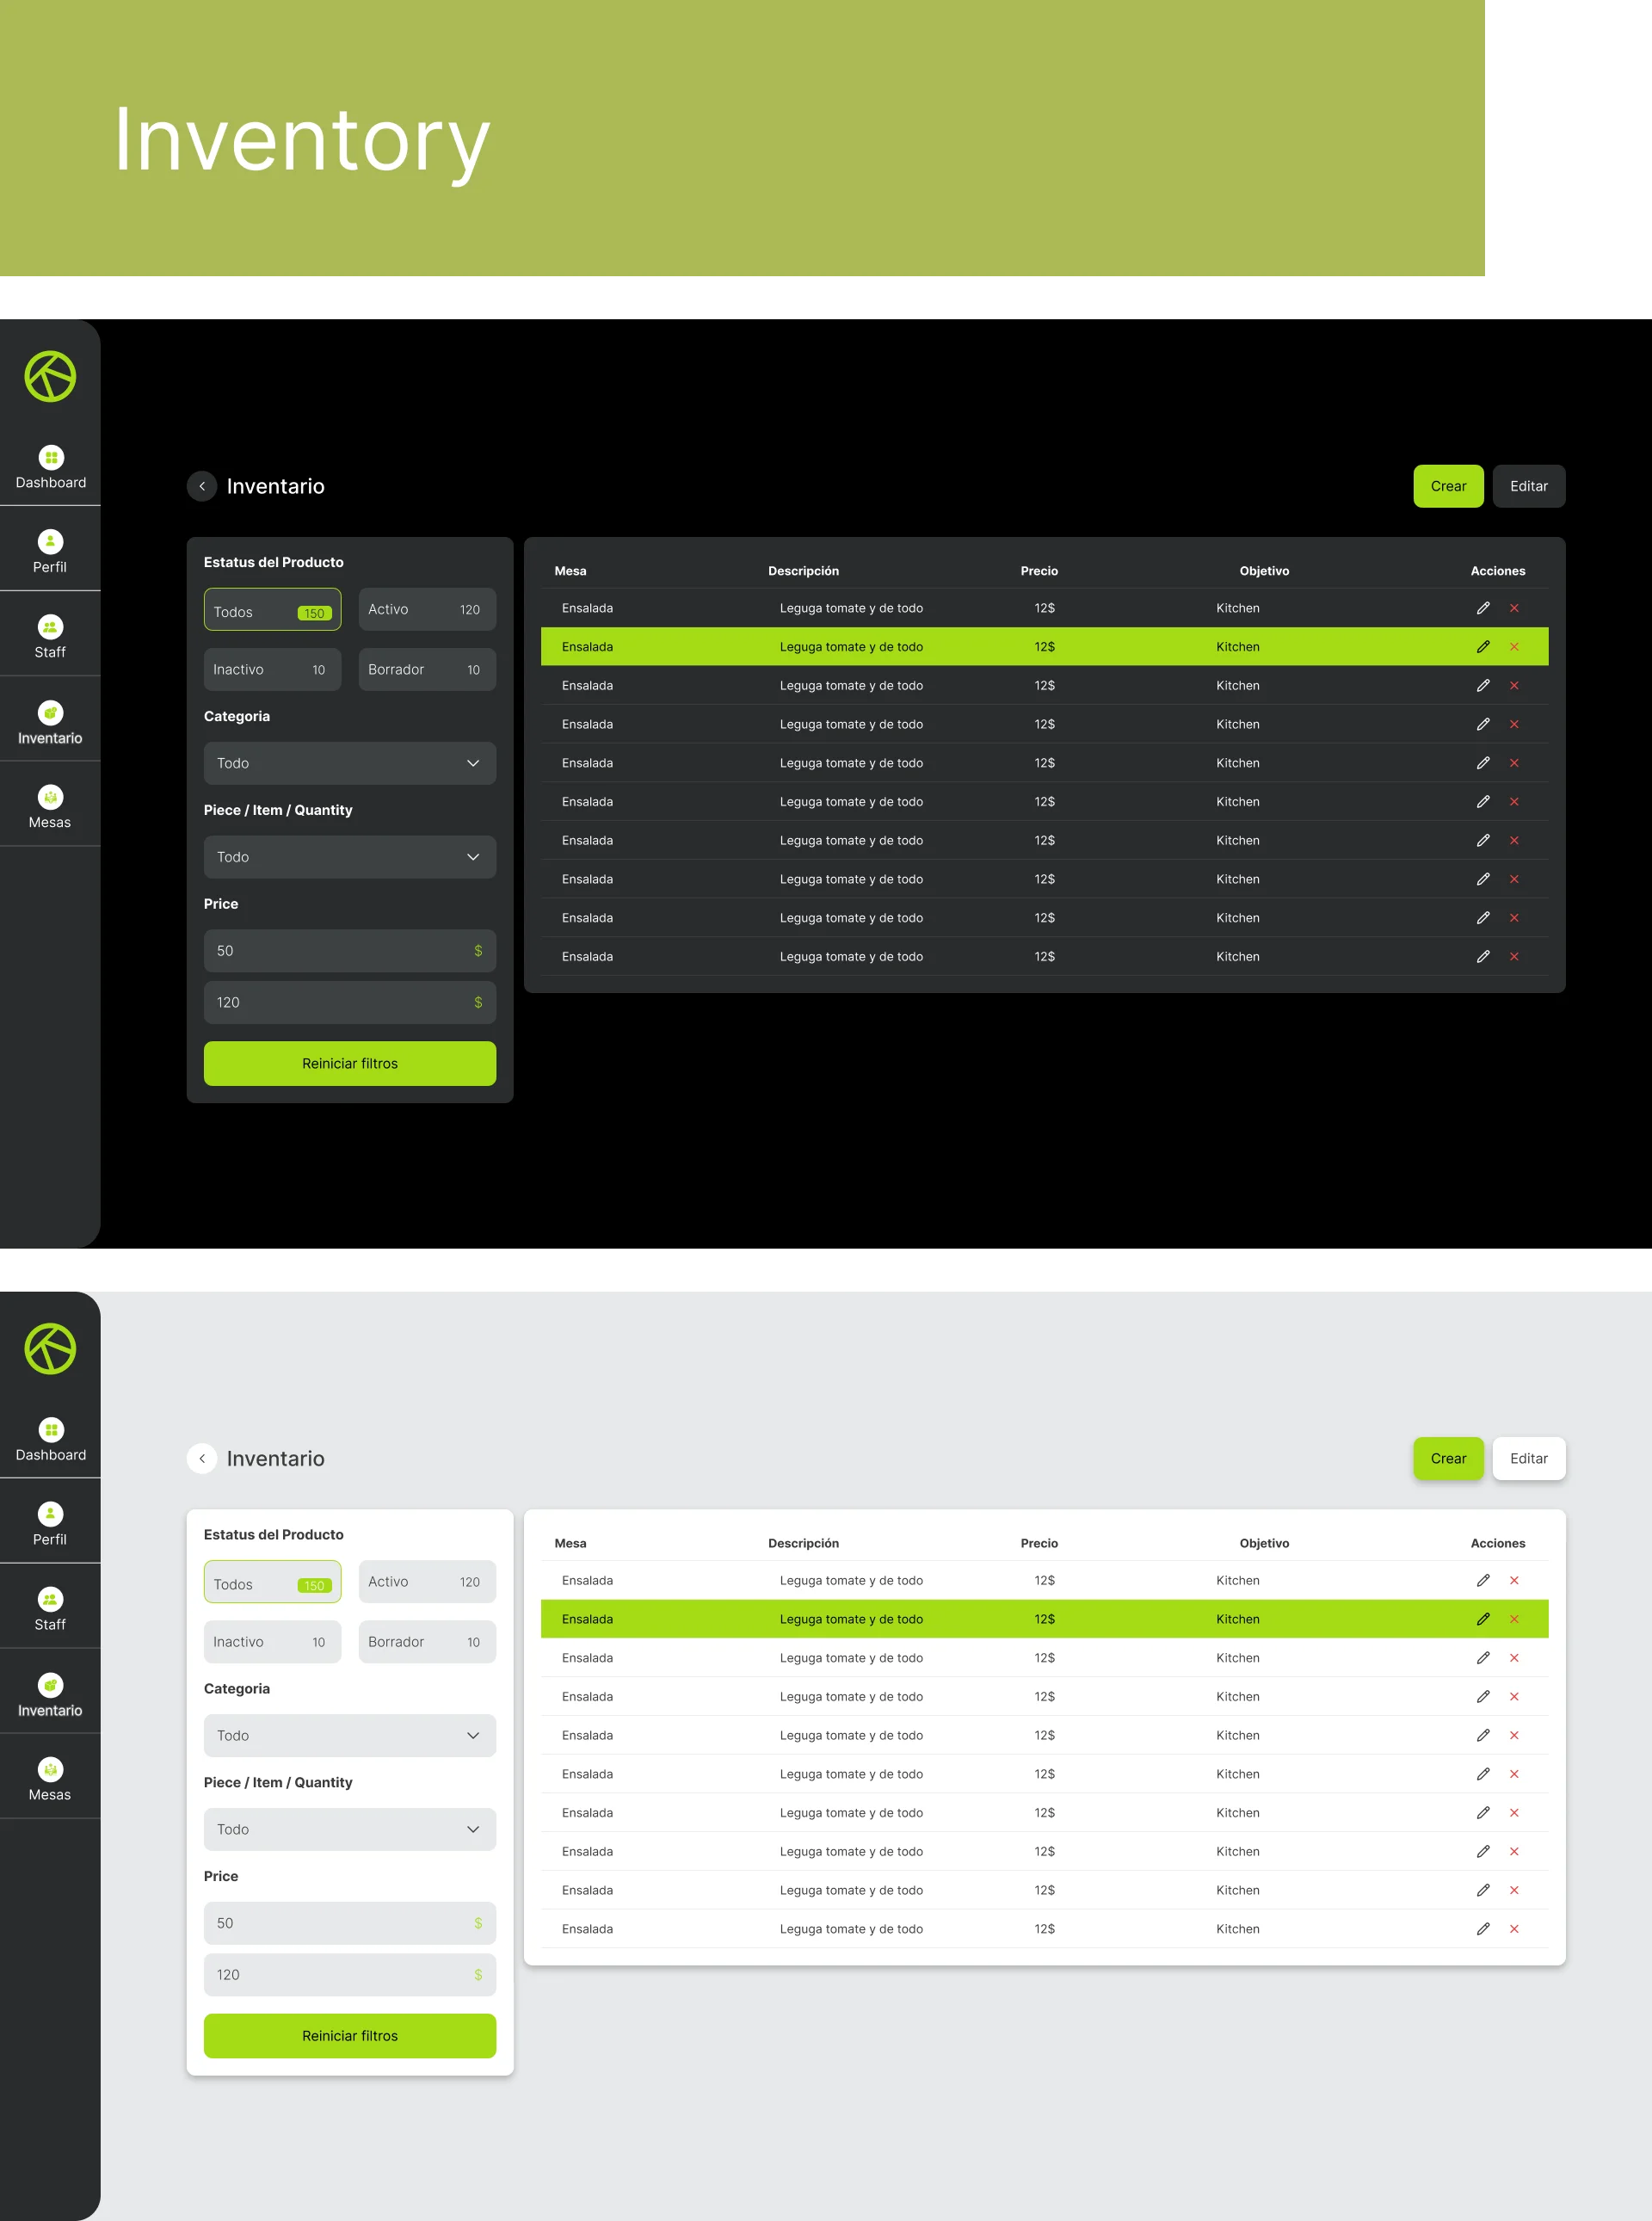 Inventory
Dashboard
Perfil
Staff
Inventario
Mesas
Inventario
Crear
Editar
Estatus del Producto
Todos 150
Activo 120
Inactivo 10
Borrador 10
Categoria
Todo
Piece / Item / Quantity
Todo
Price
50 $
120 $
Reiniciar filtros
Mesa Descripción Precio Objetivo Acciones
Ensalada Leguga tomate y de todo 12$ Kitchen
Ensalada Leguga tomate y de todo 12$ Kitchen
Ensalada Leguga tomate y de todo 12$ Kitchen
Ensalada Leguga tomate y de todo 12$ Kitchen
Ensalada Leguga tomate y de todo 12$ Kitchen
Ensalada Leguga tomate y de todo 12$ Kitchen
Ensalada Leguga tomate y de todo 12$ Kitchen
Ensalada Leguga tomate y de todo 12$ Kitchen
Ensalada Leguga tomate y de todo 12$ Kitchen
Ensalada Leguga tomate y de todo 12$ Kitchen
Dashboard
Perfil
Staff
Inventario
Mesas
Inventario
Crear
Editar
Estatus del Producto
Todos 150
Activo 120
Inactivo 10
Borrador 10
Categoria
Todo
Piece / Item / Quantity
Todo
Price
50 $
120 $
Reiniciar filtros
Mesa Descripción Precio Objetivo Acciones
Ensalada Leguga tomate y de todo 12$ Kitchen
Ensalada Leguga tomate y de todo 12$ Kitchen
Ensalada Leguga tomate y de todo 12$ Kitchen
Ensalada Leguga tomate y de todo 12$ Kitchen
Ensalada Leguga tomate y de todo 12$ Kitchen
Ensalada Leguga tomate y de todo 12$ Kitchen
Ensalada Leguga tomate y de todo 12$ Kitchen
Ensalada Leguga tomate y de todo 12$ Kitchen
Ensalada Leguga tomate y de todo 12$ Kitchen
Ensalada Leguga tomate y de todo 12$ Kitchen